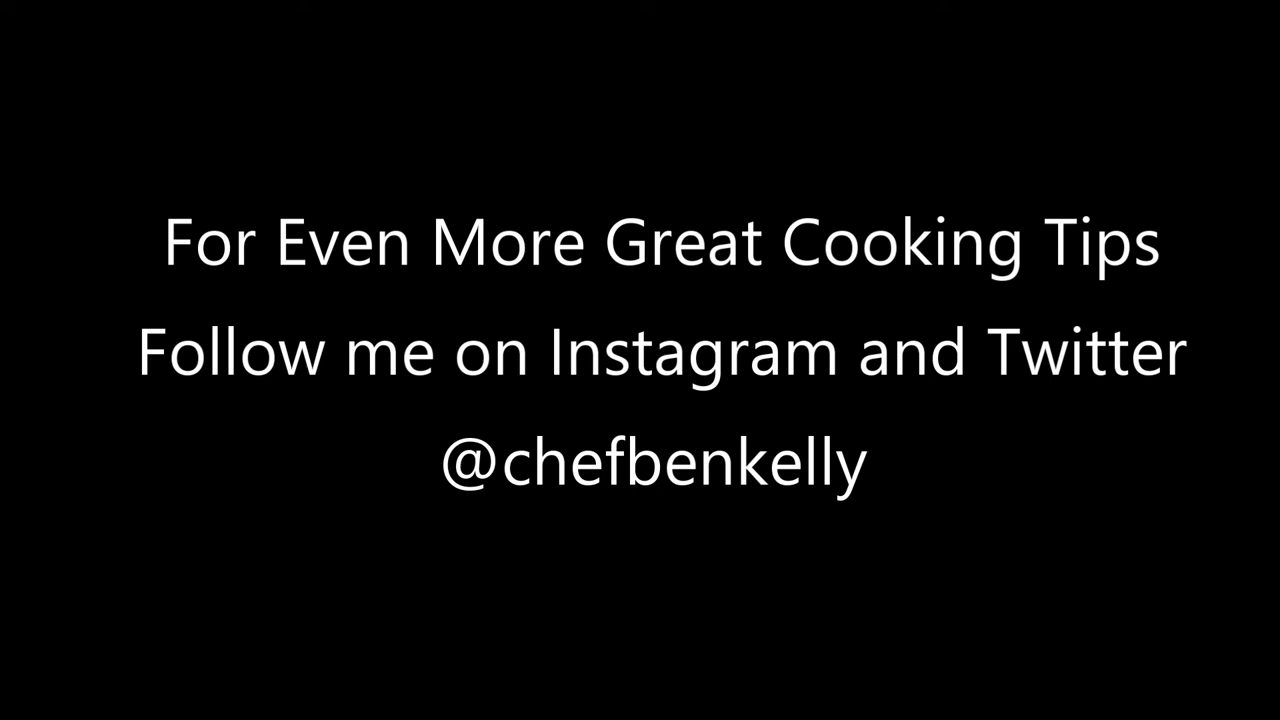 For Even More Great Cooking Tips
Follow me on Instagram and Twitter
@chefbenkelly